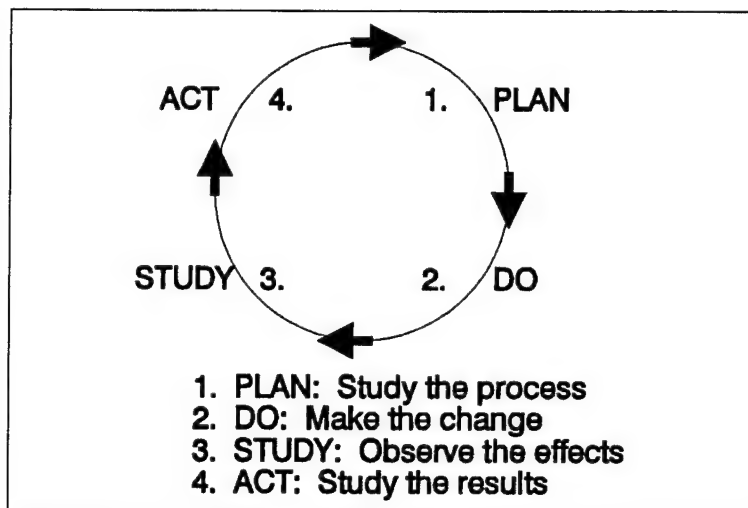 ACT 4. 1. PLAN
STUDY 3. 2. DO
1. PLAN: Study the process
2. DO: Make the change
3. STUDY: Observe the effects
4. ACT: Study the results